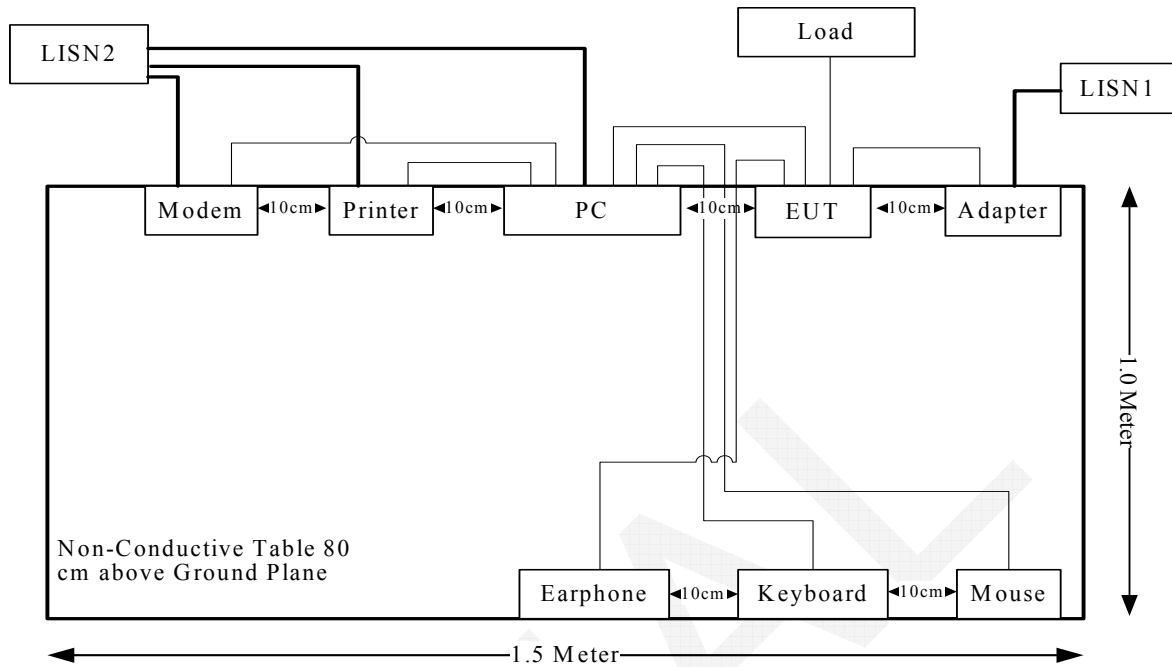 Load
LISN2
LISN1
Modem
10cm
Printer
10cm
PC
10cm
EUT
10cm
Adapter
1.0 Meter
Non-Conductive Table 80
cm above Ground Plane
Earphone
10cm
Keyboard
10cm
Mouse
1.5 Meter